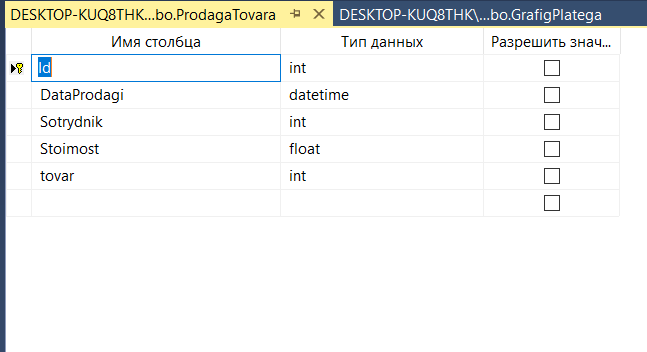 DESKTOP-KUQ8THK...bo.ProdagaTovara DESKTOP-KUQ8THK\...bo.GrafigPlatega
Имя столбца Тип данных Разрешить знач...
Id int
DataProdagi datetime
Sotrydnik int
Stoimost float
tovar int